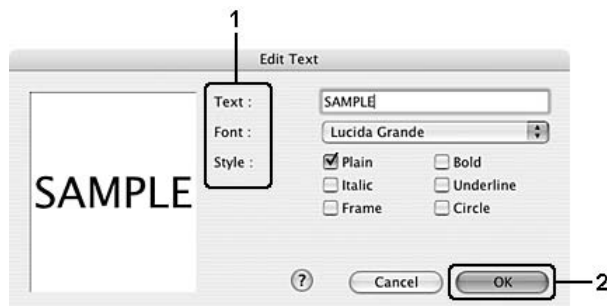 1
Edit Text
Text :
SAMPLE
Font :
Lucida Grande
Style :
Plain
Bold
Italic
Underline
Frame
Circle
SAMPLE
?
Cancel
OK
2